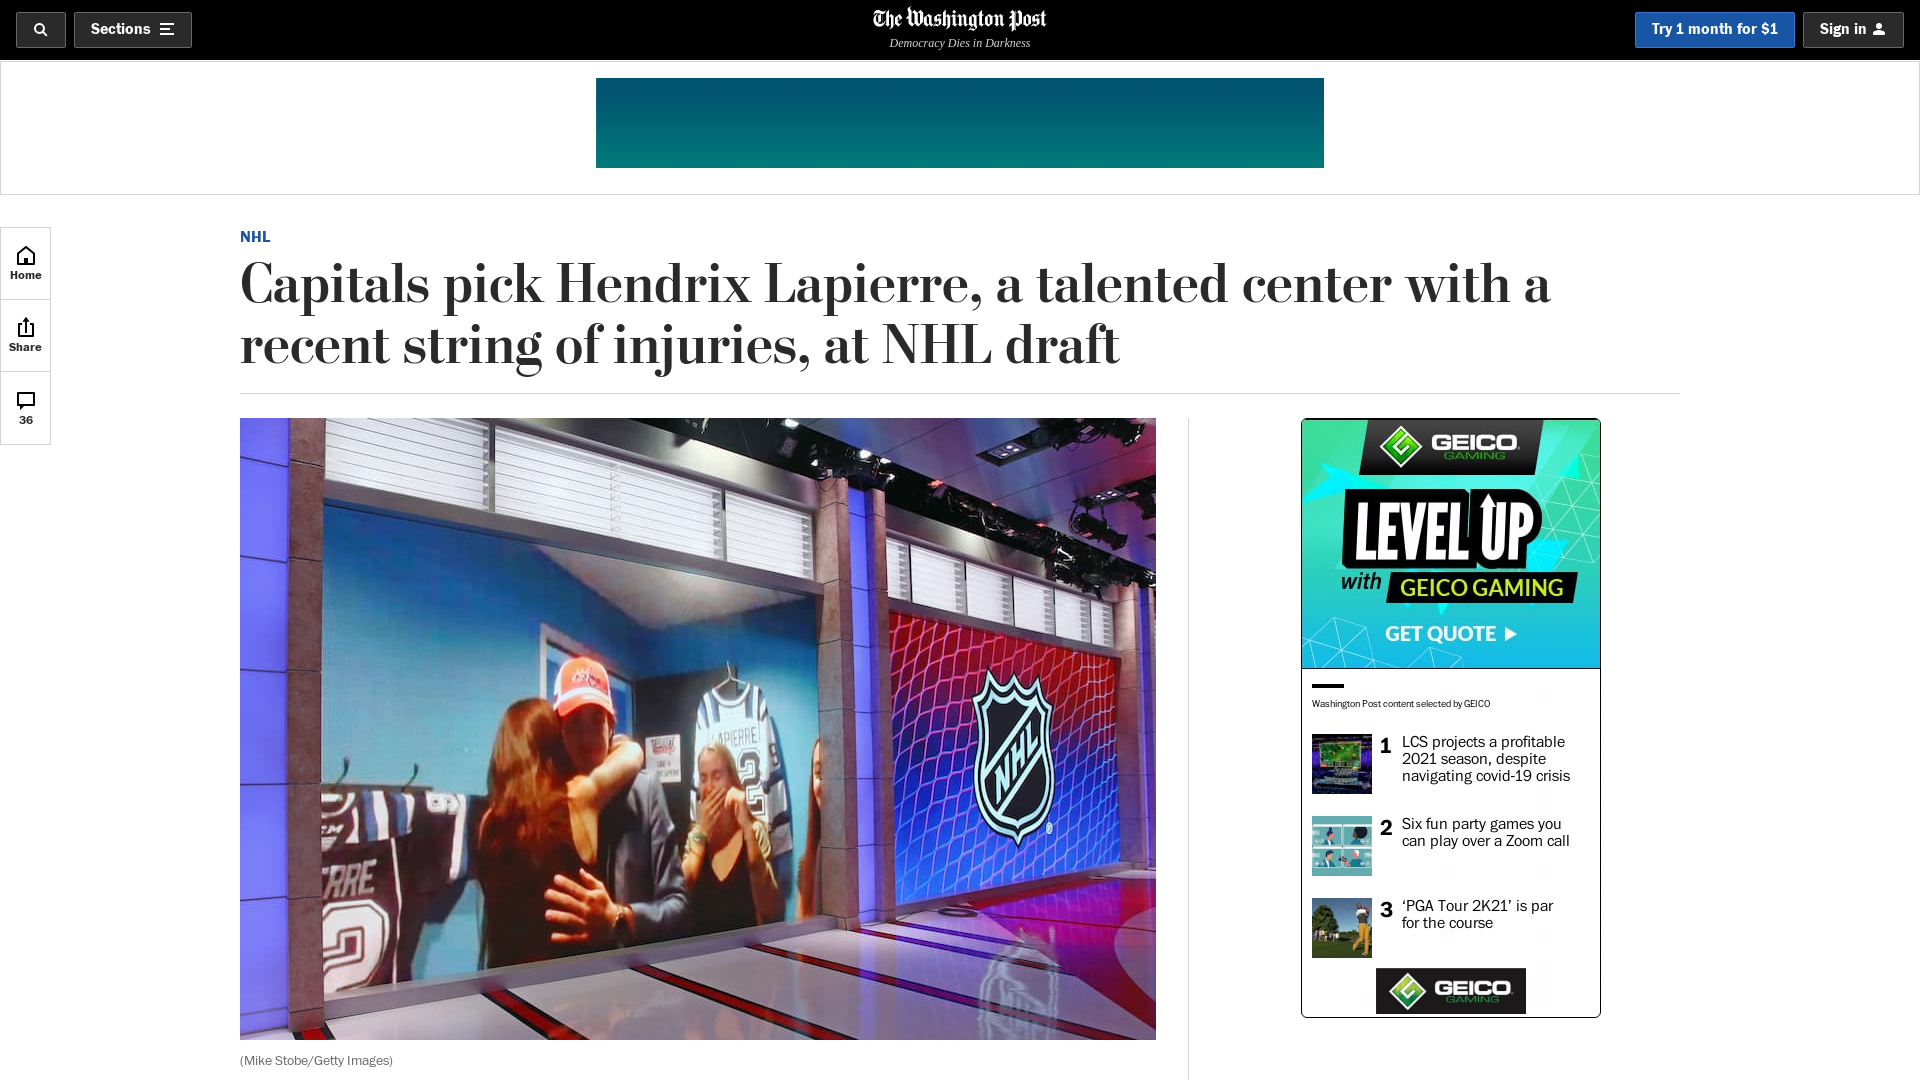 Sections
The Washington Post
Democracy Dies in Darkness
Try 1 month for $1
Sign in
Home
Share
36
NHL
Capitals pick Hendrix Lapierre, a talented center with a
recent string of injuries, at NHL draft
LAPIERRE
RRE
NHL
(Mike Stobe/Getty Images)
GEICO
GAMING
LEVEL UP
with GEICO GAMING
GET QUOTE
Washington Post content selected by GEICO
1 LCS projects a profitable
2021 season, despite
navigating covid-19 crisis
2 Six fun party games you
can play over a Zoom call
3 ‘PGA Tour 2K21’ is par
for the course
GEICO
GAMING